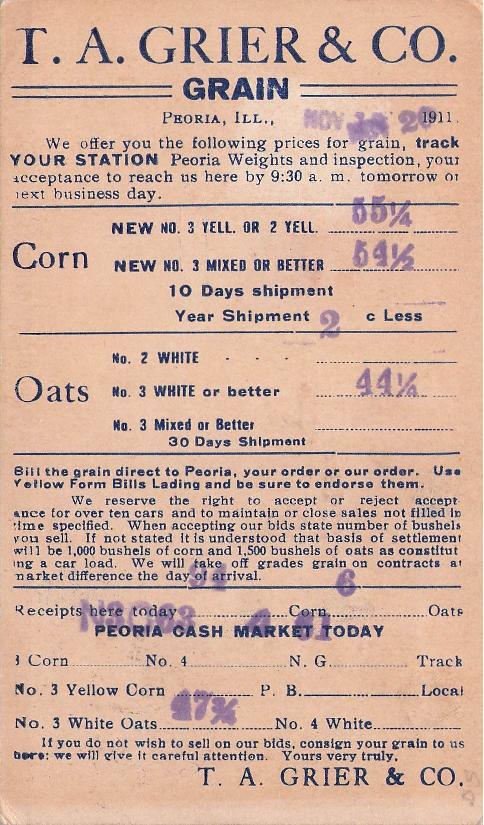 T. A. GRIER & CO.
GRAIN
PEORIA, ILL., NOV 1911.
We offer you the following prices for grain, track
YOUR STATION Peoria Weights and inspection, your
acceptance to reach us here by 9:30 a. m. tomorrow or
next business day.
Corn
NEW NO. 3 YELL. OR 2 YELL. 55¼
NEW NO. 3 MIXED OR BETTER 54½
10 Days shipment
Year Shipment 2 c Less
Oats
No. 2 WHITE - - -
No. 3 WHITE or better 44¼
No. 3 Mixed or Better
30 Days Shipment
Bill the grain direct to Peoria, your order or our order. Use
Yellow Form Bills Lading and be sure to endorse them.
We reserve the right to accept or reject accept-
ance for over ten cars and to maintain or close sales not filled in
time specified. When accepting our bids state number of bushels
you sell. If not stated it is understood that basis of settlement
will be 1,000 bushels of corn and 1,500 bushels of oats as constitut
ing a car load. We will take off grades grain on contracts at
market difference the day of arrival.
Receipts here today Corn 6 Oats
PEORIA CASH MARKET TODAY
3 Corn No. 4 N. G. Track
No. 3 Yellow Corn P. B. Local
No. 3 White Oats 47¾ No. 4 White
If you do not wish to sell on our bids, consign your grain to us
here; we will give it careful attention. Yours very truly,
T. A. GRIER & CO.